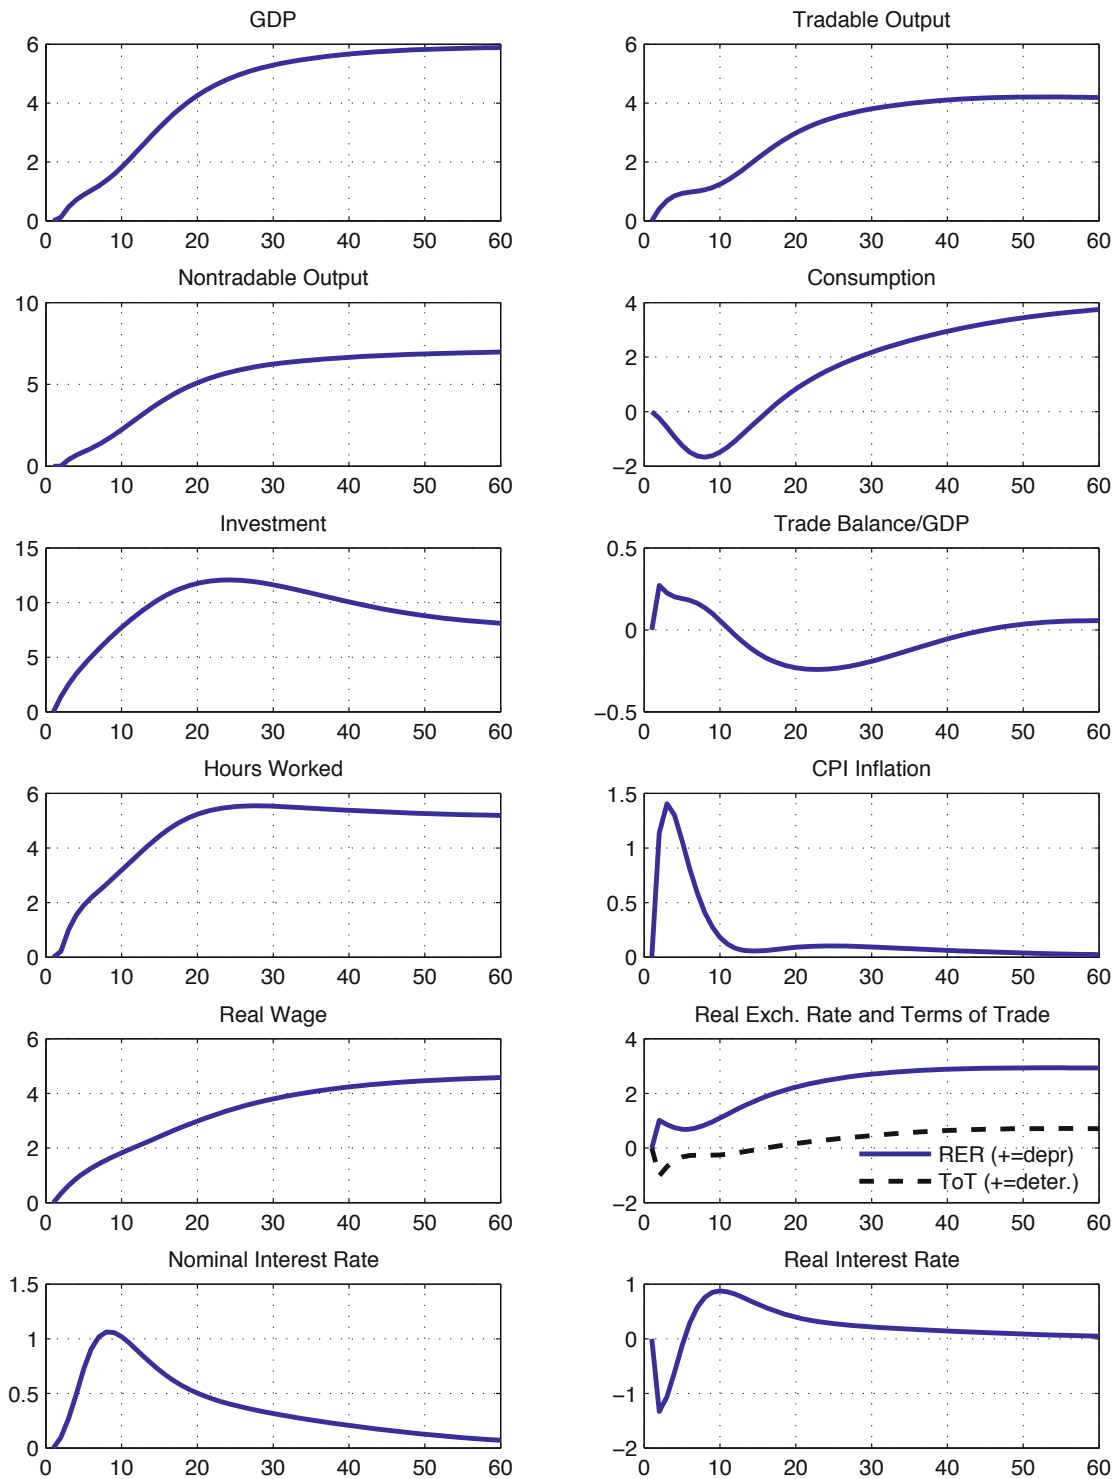 GDP
6
4
2
0
0 10 20 30 40 50 60
Tradable Output
6
4
2
0
0 10 20 30 40 50 60
Nontradable Output
10
5
0
0 10 20 30 40 50 60
Consumption
4
2
0
−2
0 10 20 30 40 50 60
Investment
15
10
5
0
0 10 20 30 40 50 60
Trade Balance/GDP
0.5
0
−0.5
0 10 20 30 40 50 60
Hours Worked
6
4
2
0
0 10 20 30 40 50 60
CPI Inflation
1.5
1
0.5
0
0 10 20 30 40 50 60
Real Wage
6
4
2
0
0 10 20 30 40 50 60
Real Exch. Rate and Terms of Trade
4
2
0
−2
RER (+=depr)
ToT (+=deter.)
0 10 20 30 40 50 60
Nominal Interest Rate
1.5
1
0.5
0
0 10 20 30 40 50 60
Real Interest Rate
1
0
−1
−2
0 10 20 30 40 50 60